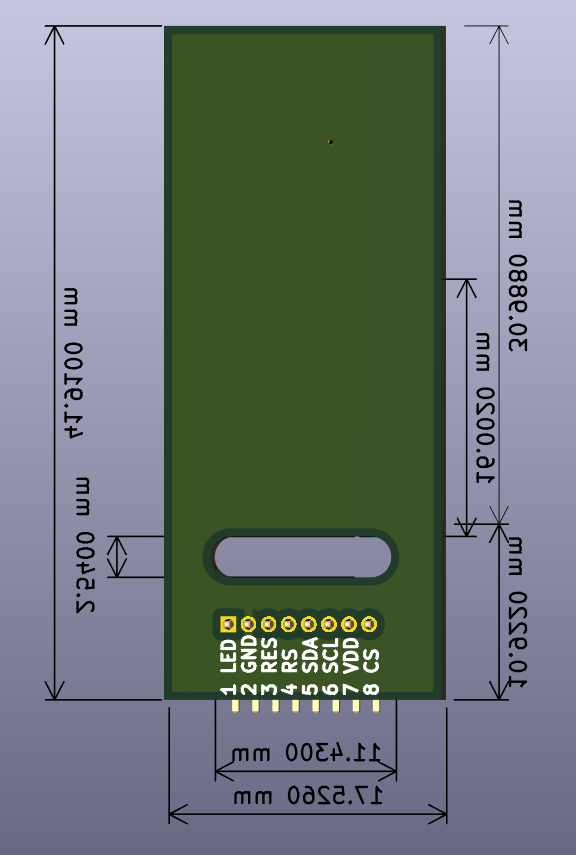 41.9100 mm
30.9880 mm
16.0020 mm
2.5400 mm
10.9220 mm
1 LED
2 GND
3 RES
4 RS
5 SDA
6 SCL
7 VDD
8 CS
11.4300 mm
17.5260 mm